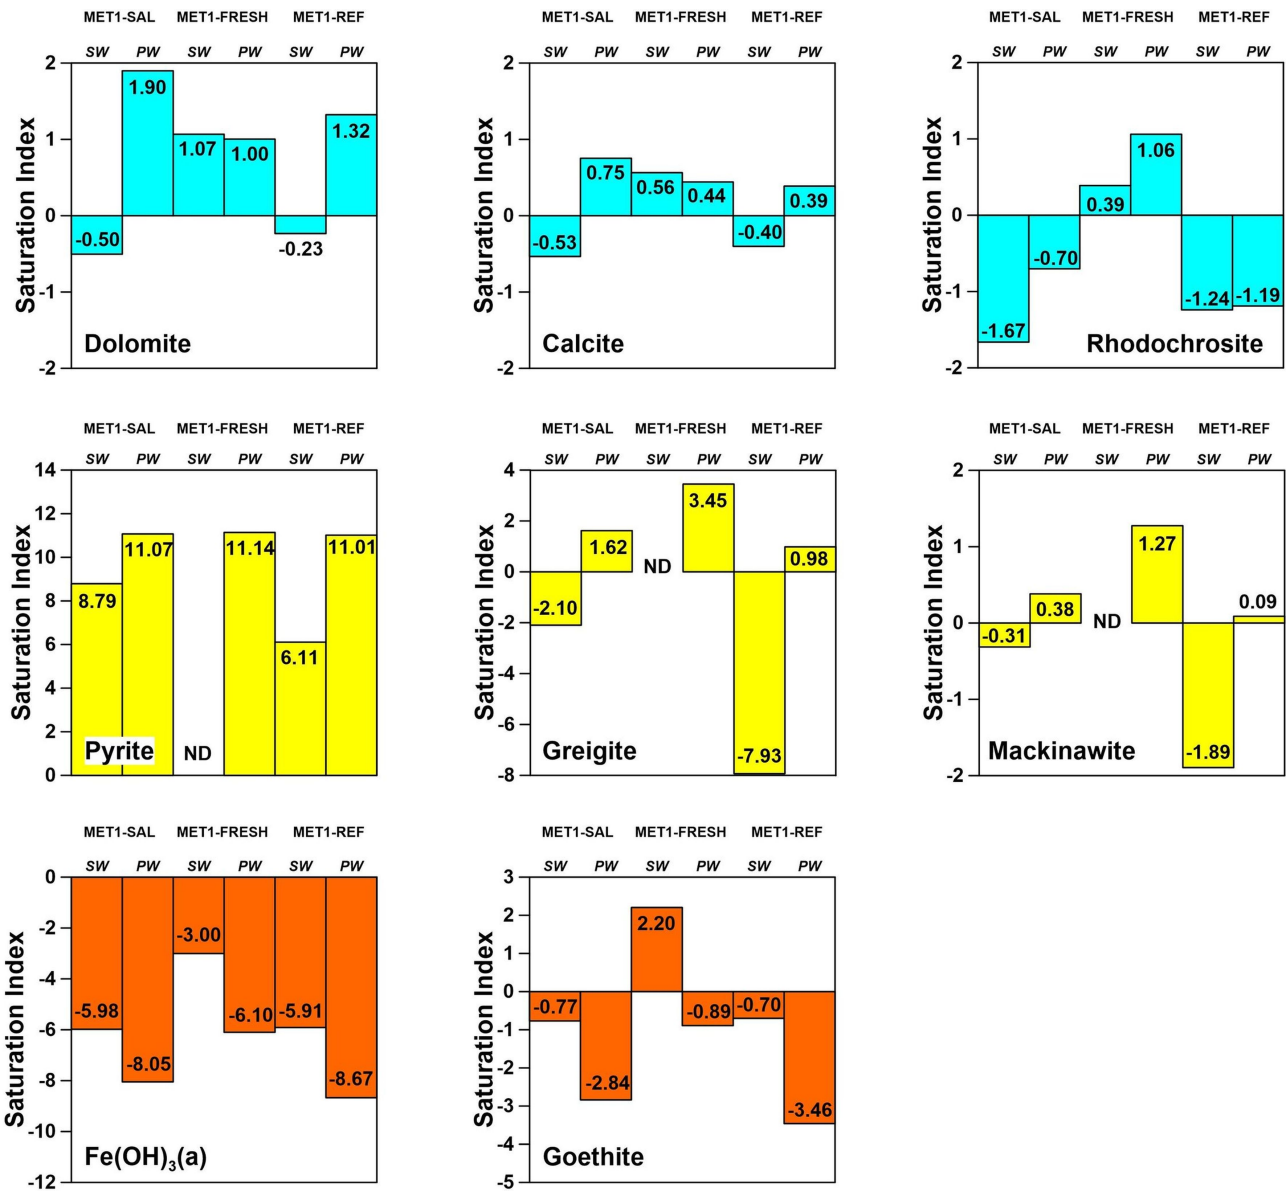 MET1-SAL MET1-FRESH MET1-REF
SW PW SW PW SW PW
2
1
0
-1
-2
Saturation Index
-0.50
1.90
1.07
1.00
-0.23
1.32
Dolomite
MET1-SAL MET1-FRESH MET1-REF
SW PW SW PW SW PW
2
1
0
-1
-2
Saturation Index
-0.53
0.75
0.56
0.44
-0.40
0.39
Calcite
MET1-SAL MET1-FRESH MET1-REF
SW PW SW PW SW PW
2
1
0
-1
-2
Saturation Index
-1.67
-0.70
0.39
1.06
-1.24
-1.19
Rhodochrosite
MET1-SAL MET1-FRESH MET1-REF
SW PW SW PW SW PW
14
12
10
8
6
4
2
0
Saturation Index
8.79
11.07
ND
11.14
6.11
11.01
Pyrite
MET1-SAL MET1-FRESH MET1-REF
SW PW SW PW SW PW
4
2
0
-2
-4
-6
-8
Saturation Index
-2.10
1.62
ND
3.45
-7.93
0.98
Greigite
MET1-SAL MET1-FRESH MET1-REF
SW PW SW PW SW PW
2
1
0
-1
-2
Saturation Index
-0.31
0.38
ND
1.27
-1.89
0.09
Mackinawite
MET1-SAL MET1-FRESH MET1-REF
SW PW SW PW SW PW
0
-2
-4
-6
-8
-10
-12
Saturation Index
-5.98
-8.05
-3.00
-6.10
-5.91
-8.67
Fe(OH)₃(a)
MET1-SAL MET1-FRESH MET1-REF
SW PW SW PW SW PW
3
2
1
0
-1
-2
-3
-4
-5
Saturation Index
-0.77
-2.84
2.20
-0.89
-0.70
-3.46
Goethite